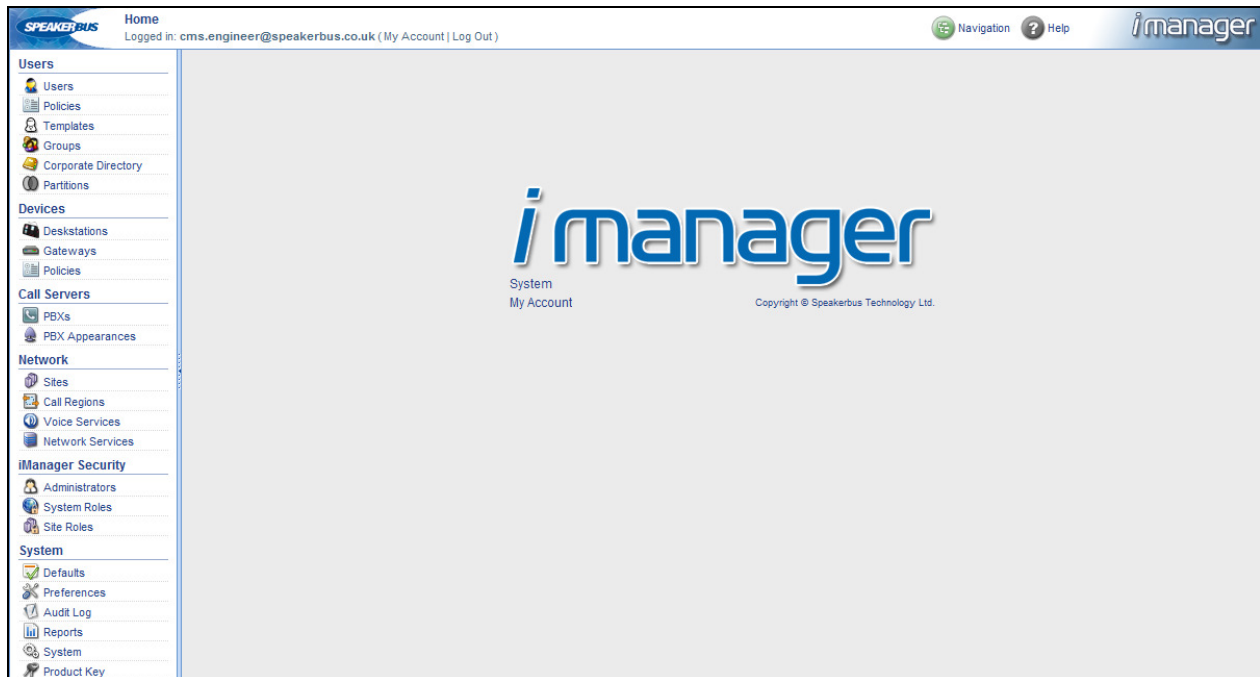 SPEAKERBUS
Home
Logged in: cms.engineer@speakerbus.co.uk ( My Account | Log Out )
Navigation
Help
i manager
Users
Users
Policies
Templates
Groups
Corporate Directory
Partitions
Devices
Deskstations
Gateways
Policies
Call Servers
PBXs
PBX Appearances
Network
Sites
Call Regions
Voice Services
Network Services
iManager Security
Administrators
System Roles
Site Roles
System
Defaults
Preferences
Audit Log
Reports
System
Product Key
i manager
System
My Account
Copyright © Speakerbus Technology Ltd.